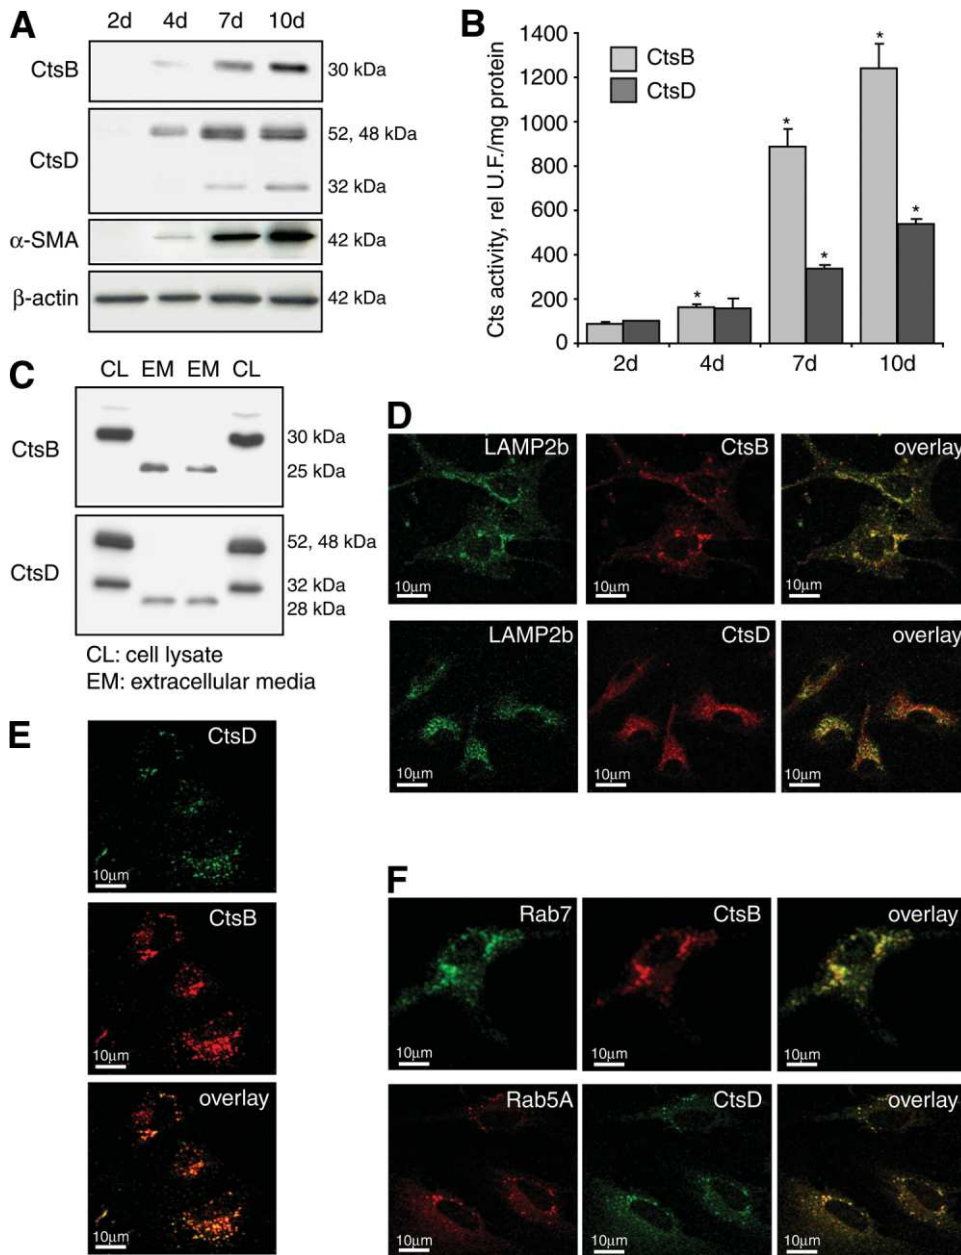 A
2d 4d 7d 10d
CtsB
30 kDa
CtsD
52, 48 kDa
32 kDa
α-SMA
42 kDa
β-actin
42 kDa
B
Cts activity, rel U.F./mg protein
1400
1200
1000
800
600
400
200
0
CtsB
CtsD
*
*
*
*
*
2d 4d 7d 10d
C
CL EM EM CL
CtsB
30 kDa
25 kDa
CtsD
52, 48 kDa
32 kDa
28 kDa
CL: cell lysate
EM: extracellular media
D
LAMP2b CtsB overlay
10µm 10µm 10µm
LAMP2b CtsD overlay
10µm 10µm 10µm
E
CtsD
10µm
CtsB
10µm
overlay
10µm
F
Rab7 CtsB overlay
10µm 10µm 10µm
Rab5A CtsD overlay
10µm 10µm 10µm